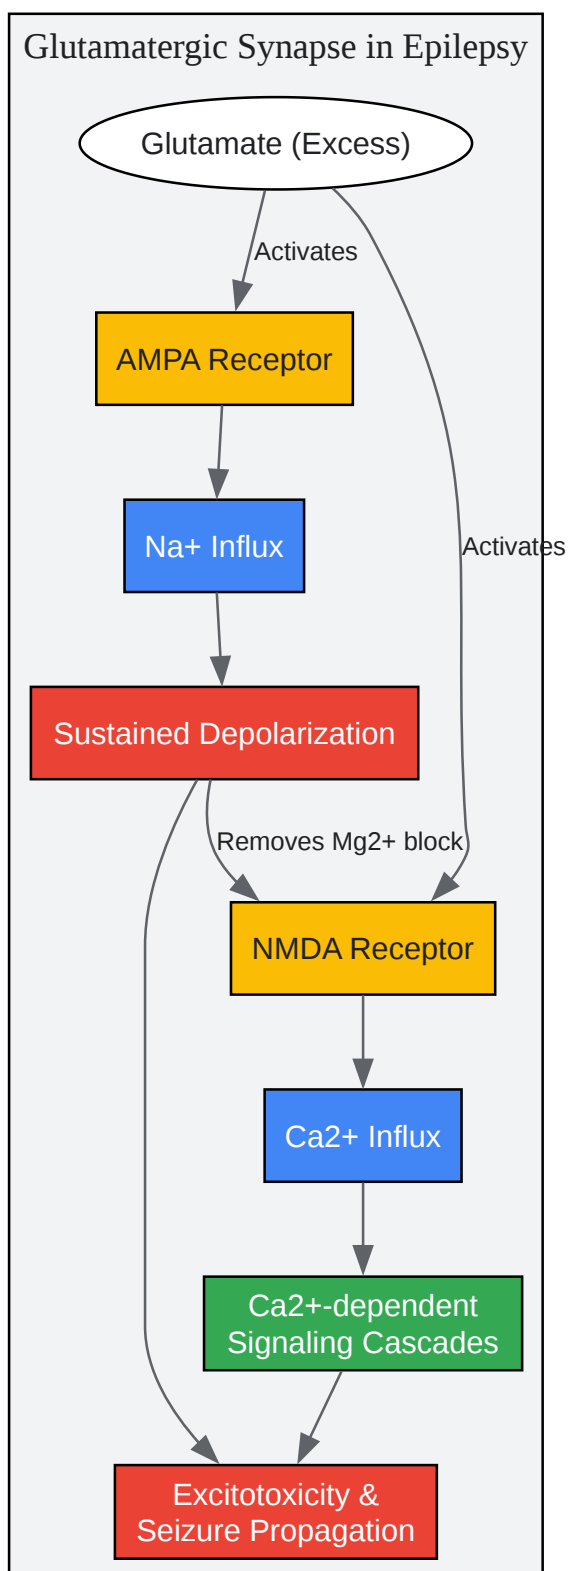 Glutamatergic Synapse in Epilepsy
Glutamate (Excess)
Activates
AMPA Receptor
Na+ Influx
Activates
Sustained Depolarization
Removes Mg2+ block
NMDA Receptor
Ca2+ Influx
Ca2+-dependent
Signaling Cascades
Excitotoxicity &
Seizure Propagation